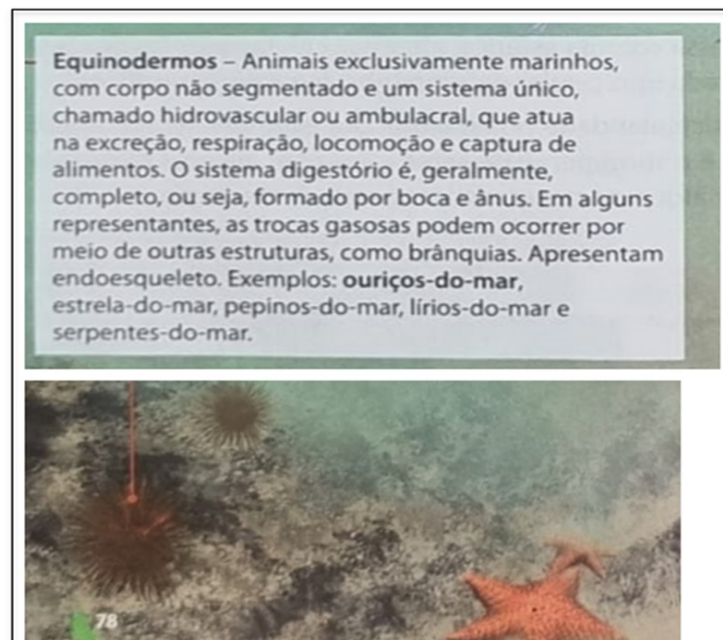 Equinodermos – Animais exclusivamente marinhos,
com corpo não segmentado e um sistema único,
chamado hidrovascular ou ambulacral, que atua
na excreção, respiração, locomoção e captura de
alimentos. O sistema digestório é, geralmente,
completo, ou seja, formado por boca e ânus. Em alguns
representantes, as trocas gasosas podem ocorrer por
meio de outras estruturas, como brânquias. Apresentam
endoesqueleto. Exemplos: ouriços-do-mar,
estrela-do-mar, pepinos-do-mar, lírios-do-mar e
serpentes-do-mar.
78